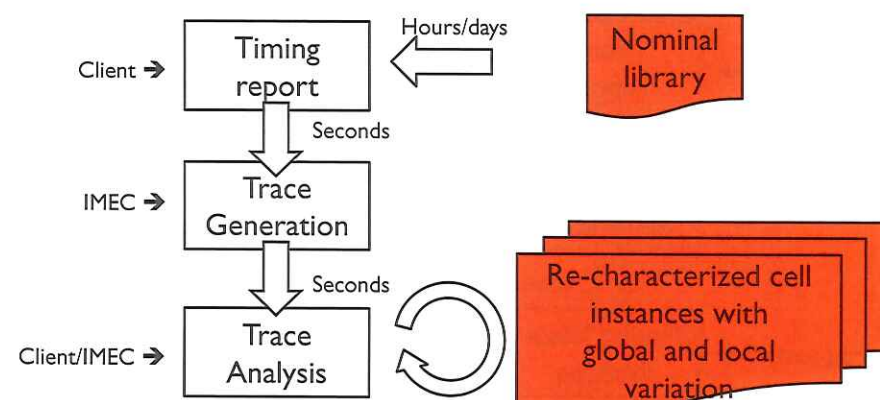 Hours/days
Timing
report
Nominal
library
Client →
Seconds
IMEC →
Trace
Generation
Seconds
Client/IMEC →
Trace
Analysis
Re-characterized cell
instances with
global and local
variation